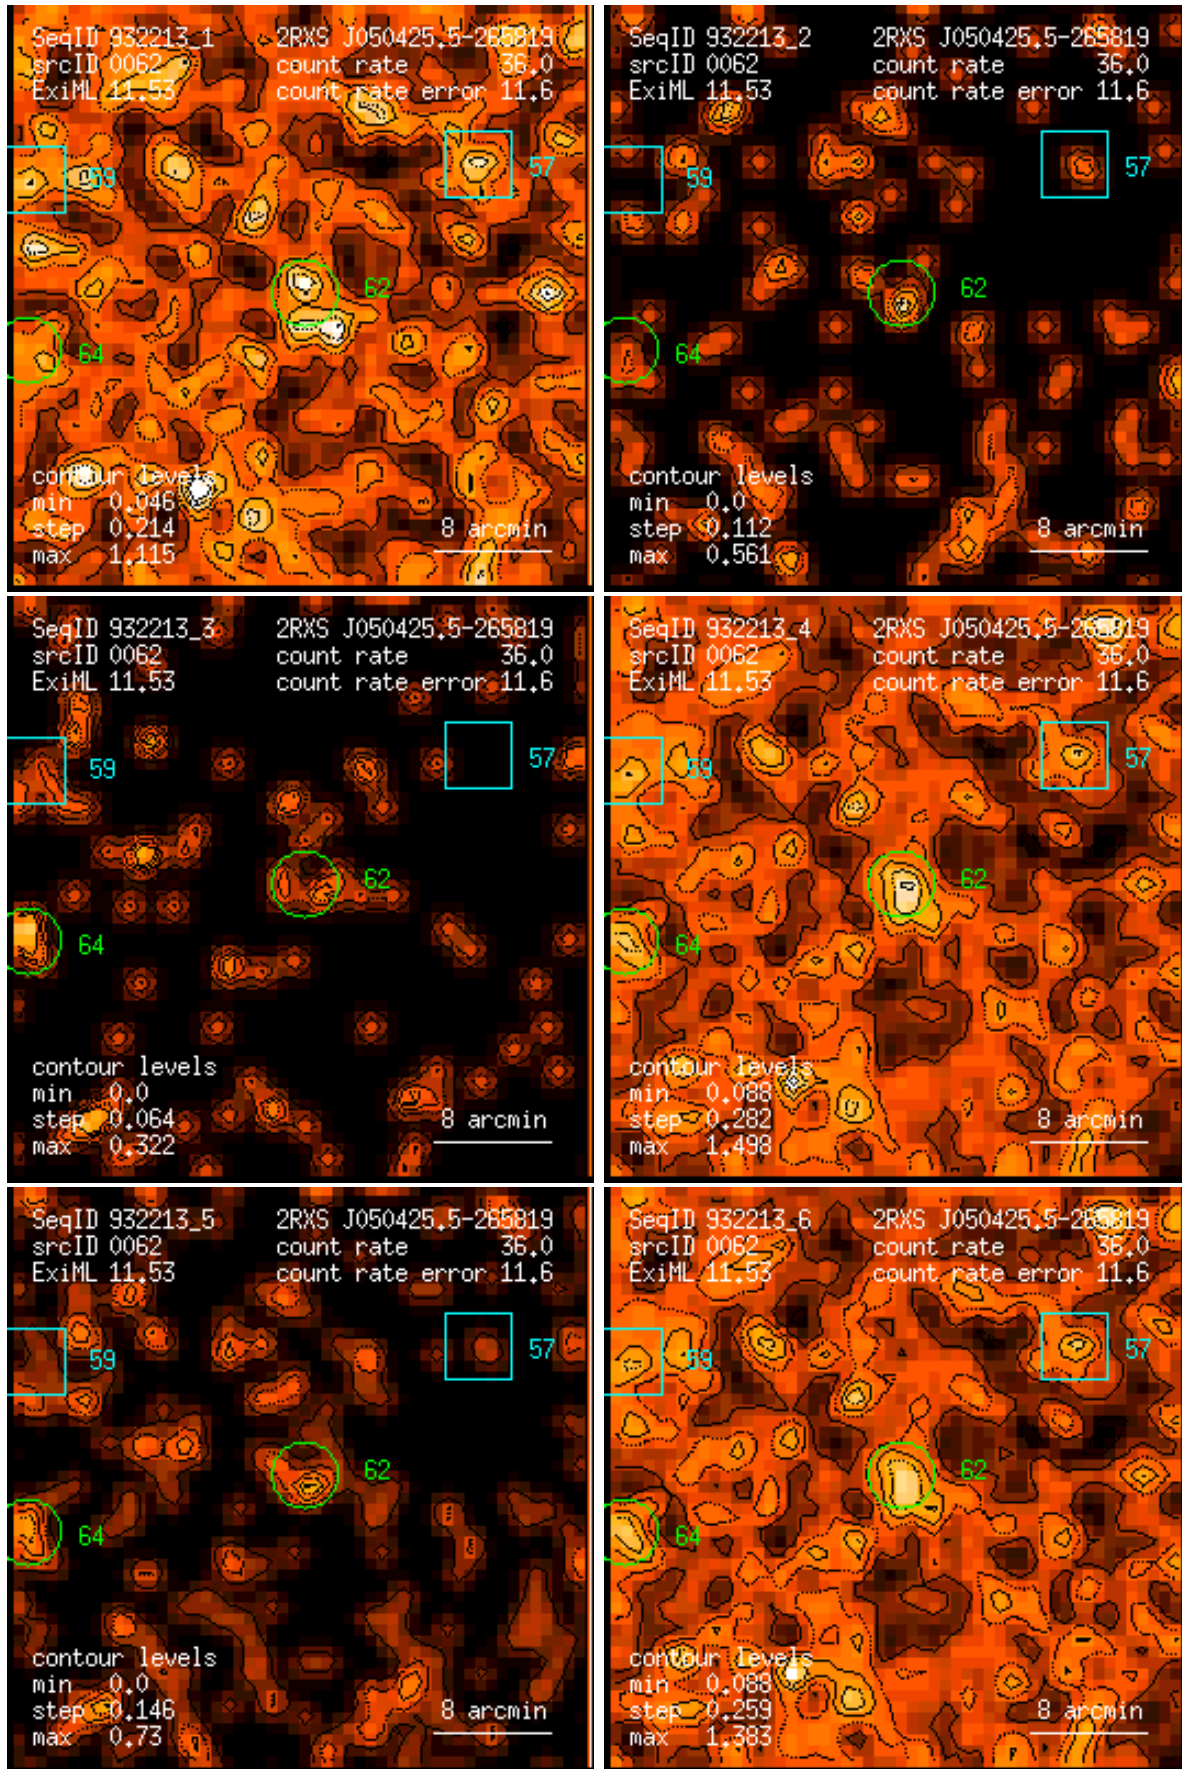 SeqID 932213_1 2RXS J050425.5-265819
srcID 0062 count rate 36.0
ExiML 11.53 count rate error 11.6
59
57
62
64
contour levels
min 0.046
step 0.214 8 arcmin
max 1.115
SeqID 932213_2 2RXS J050425.5-265819
srcID 0062 count rate 36.0
ExiML 11.53 count rate error 11.6
57
59
62
64
contour levels
min 0.0
step 0.112 8 arcmin
max 0.561
SeqID 932213_3 2RXS J050425.5-265819
srcID 0062 count rate 36.0
ExiML 11.53 count rate error 11.6
57
59
62
64
contour levels
min 0.0
step 0.064 8 arcmin
max 0.322
SeqID 932213_4 2RXS J050425.5-265819
srcID 0062 count rate 36.0
ExiML 11.53 count rate error 11.6
57
59
62
64
contour levels
min 0.088
step 0.282 8 arcmin
max 1.498
SeqID 932213_5 2RXS J050425.5-265819
srcID 0062 count rate 36.0
ExiML 11.53 count rate error 11.6
57
59
62
64
contour levels
min 0.0
step 0.146 8 arcmin
max 0.73
SeqID 932213_6 2RXS J050425.5-265819
srcID 0062 count rate 36.0
ExiML 11.53 count rate error 11.6
57
59
62
64
contour levels
min 0.088
step 0.259 8 arcmin
max 1.383